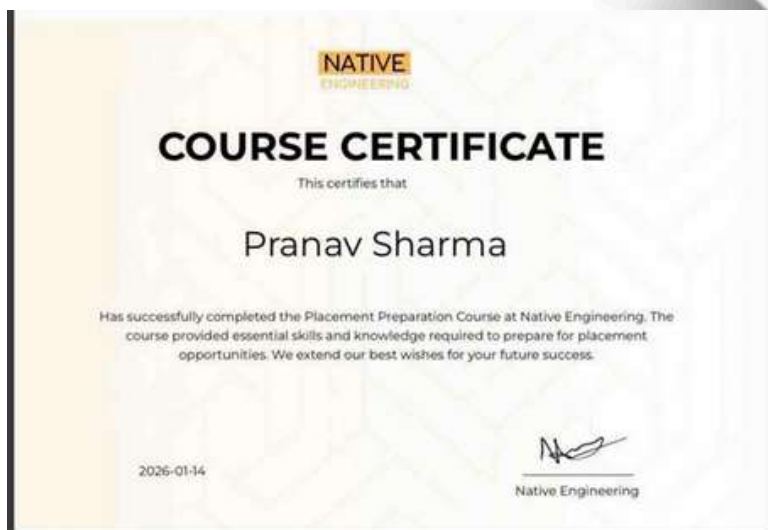 NATIVE
ENGINEERING
COURSE CERTIFICATE
This certifies that
Pranav Sharma
Has successfully completed the Placement Preparation Course at Native Engineering. The
course provided essential skills and knowledge required to prepare for placement
opportunities. We extend our best wishes for your future success.
2026-01-14
Native Engineering